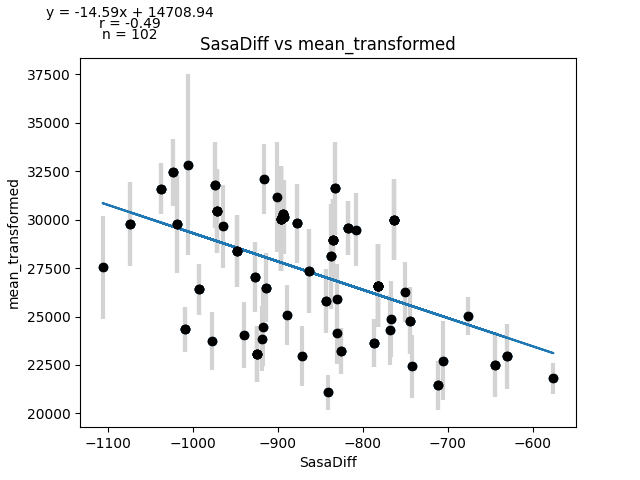 y = -14.59x + 14708.94
r = -0.49
n = 102
SasaDiff vs mean_transformed
37500
35000
32500
30000
27500
25000
22500
20000
mean_transformed
−1100 −1000 −900 −800 −700 −600
SasaDiff